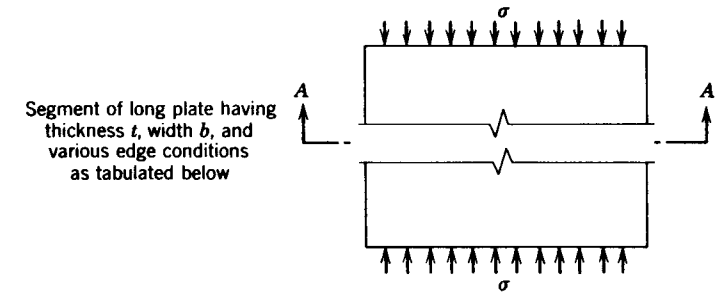 σ
A
A
Segment of long plate having
thickness t, width b, and
various edge conditions
as tabulated below
σ